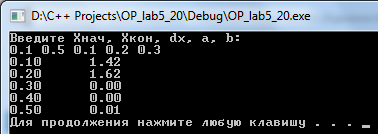 D:\C++ Projects\OP_lab5_20\Debug\OP_lab5_20.exe
Введите Xнач, Xкон, dx, a, b:
0.1 0.5 0.1 0.2 0.3
0.10 1.42
0.20 1.62
0.30 0.00
0.40 0.00
0.50 0.01
Для продолжения нажмите любую клавишу . . .